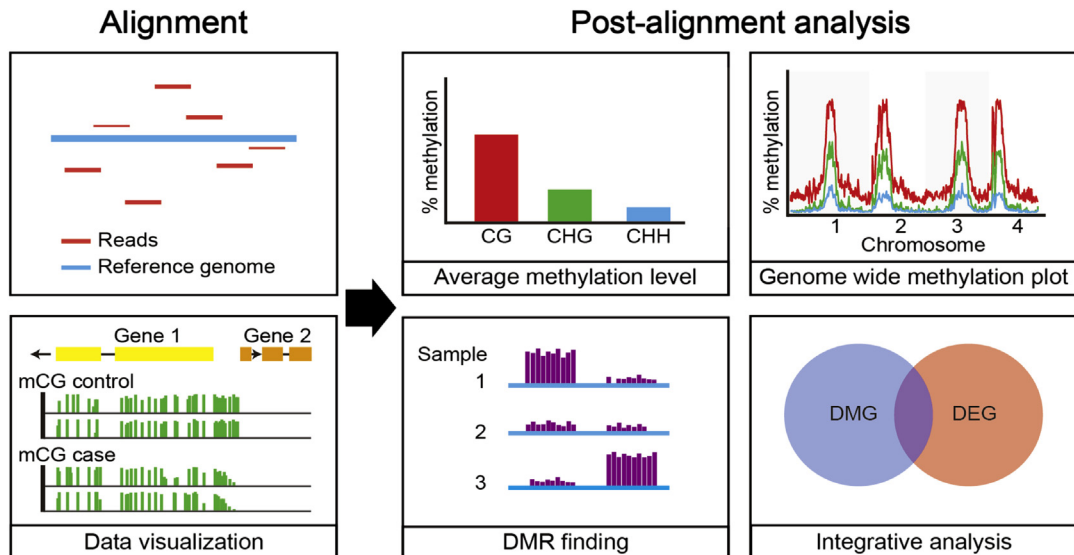 Alignment
Post-alignment analysis
Reads
Reference genome
% methylation
CG CHG CHH
Average methylation level
% methylation
1 2 3 4
Chromosome
Genome wide methylation plot
Gene 1 Gene 2
mCG control
mCG case
Data visualization
Sample
1
2
3
DMR finding
DMG DEG
Integrative analysis